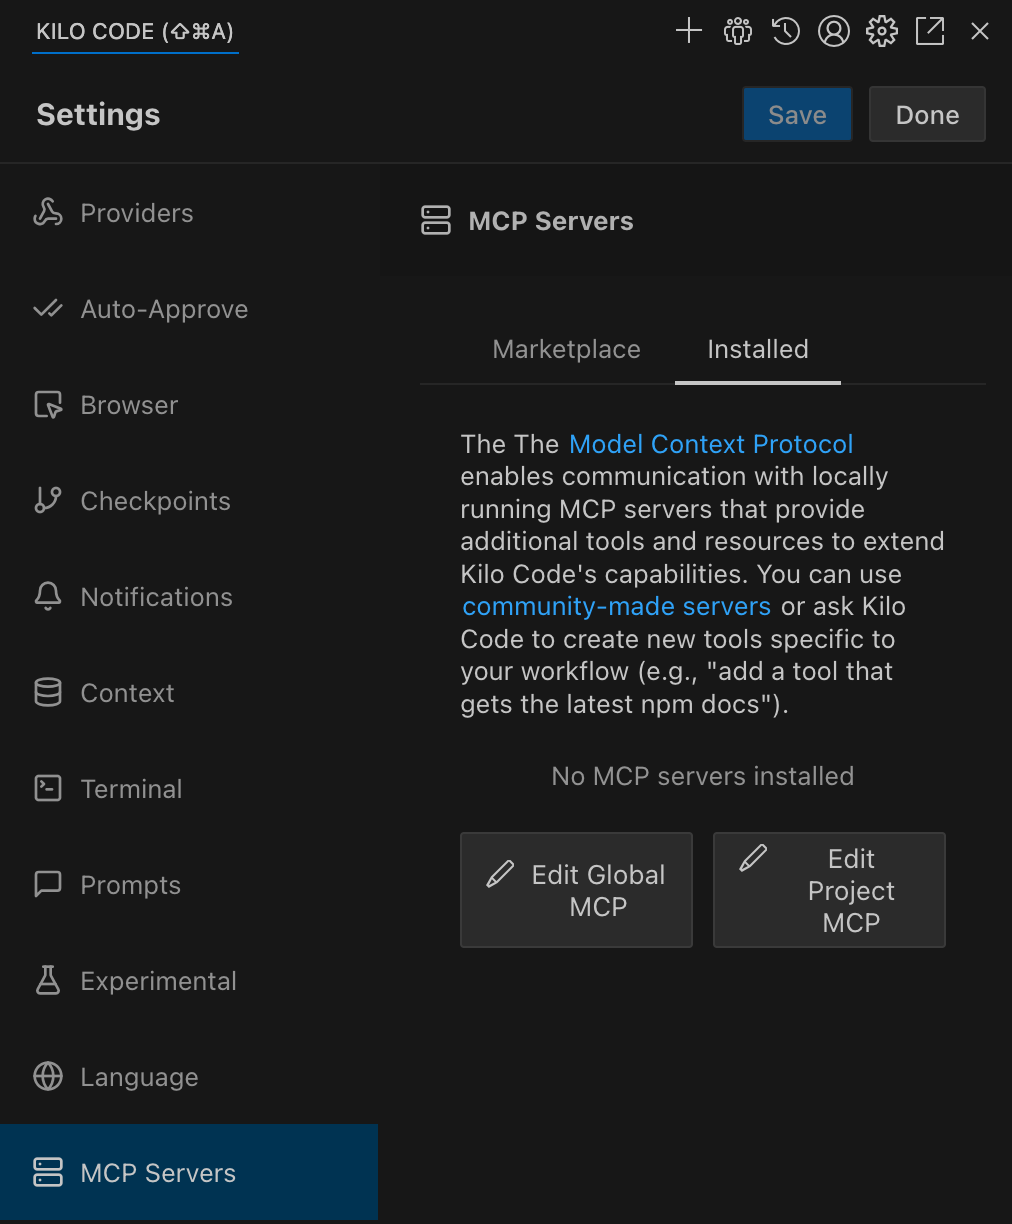 KILO CODE (⇧⌘A)
Settings
Save
Done
Providers
Auto-Approve
Browser
Checkpoints
Notifications
Context
Terminal
Prompts
Experimental
Language
MCP Servers
MCP Servers
Marketplace
Installed
The The Model Context Protocol
enables communication with locally
running MCP servers that provide
additional tools and resources to extend
Kilo Code's capabilities. You can use
community-made servers or ask Kilo
Code to create new tools specific to
your workflow (e.g., "add a tool that
gets the latest npm docs").
No MCP servers installed
Edit Global
MCP
Edit
Project
MCP